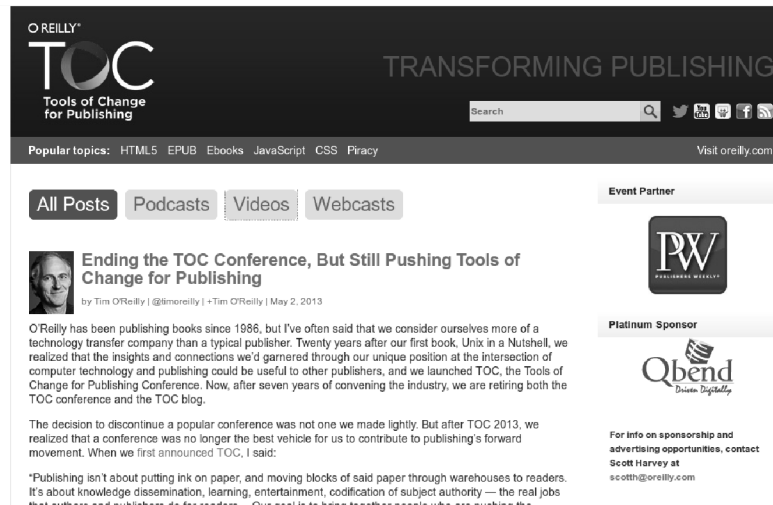 O REILLY®
TOC
Tools of Change
for Publishing
TRANSFORMING PUBLISHING
Search
You
Tube
Popular topics: HTML5 EPUB Ebooks JavaScript CSS Piracy
Visit oreilly.com
All Posts Podcasts Videos Webcasts
Ending the TOC Conference, But Still Pushing Tools of
Change for Publishing
by Tim O'Reilly | @timoreilly | +Tim O'Reilly | May 2, 2013
O'Reilly has been publishing books since 1986, but I've often said that we consider ourselves more of a
technology transfer company than a typical publisher. Twenty years after our first book, Unix in a Nutshell, we
realized that the insights and connections we'd garnered through our unique position at the intersection of
computer technology and publishing could be useful to other publishers, and we launched TOC, the Tools of
Change for Publishing Conference. Now, after seven years of convening the industry, we are retiring both the
TOC conference and the TOC blog.
The decision to discontinue a popular conference was not one we made lightly. But after TOC 2013, we
realized that a conference was no longer the best vehicle for us to contribute to publishing's forward
movement. When we first announced TOC, I said:
"Publishing isn't about putting ink on paper, and moving blocks of said paper through warehouses to readers.
It's about knowledge dissemination, learning, entertainment, codification of subject authority — the real jobs
Event Partner
PW
PUBLISHERS WEEKLY
Platinum Sponsor
Qbend
Driven Digitally
For info on sponsorship and
advertising opportunities, contact
Scott Harvey at
scotth@oreilly.com